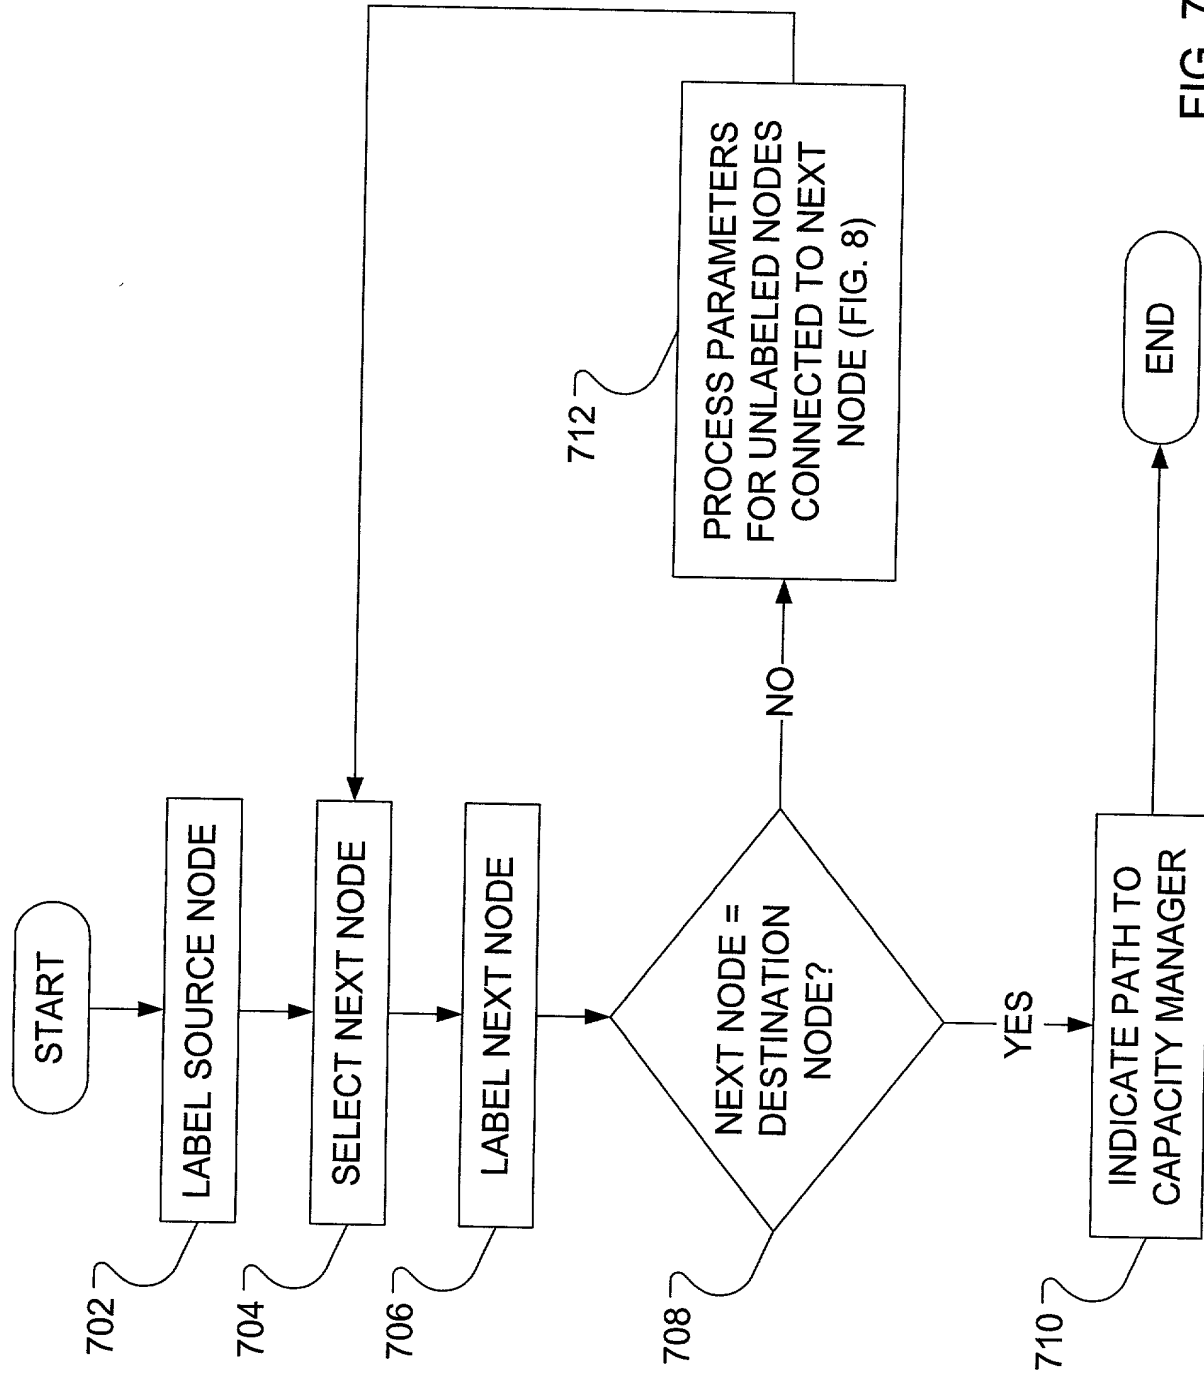 START
702
LABEL SOURCE NODE
704
SELECT NEXT NODE
706
LABEL NEXT NODE
708
NEXT NODE =
DESTINATION
NODE?
NO
712
PROCESS PARAMETERS
FOR UNLABELED NODES
CONNECTED TO NEXT
NODE (FIG. 8)
YES
710
INDICATE PATH TO
CAPACITY MANAGER
END
FIG. 7